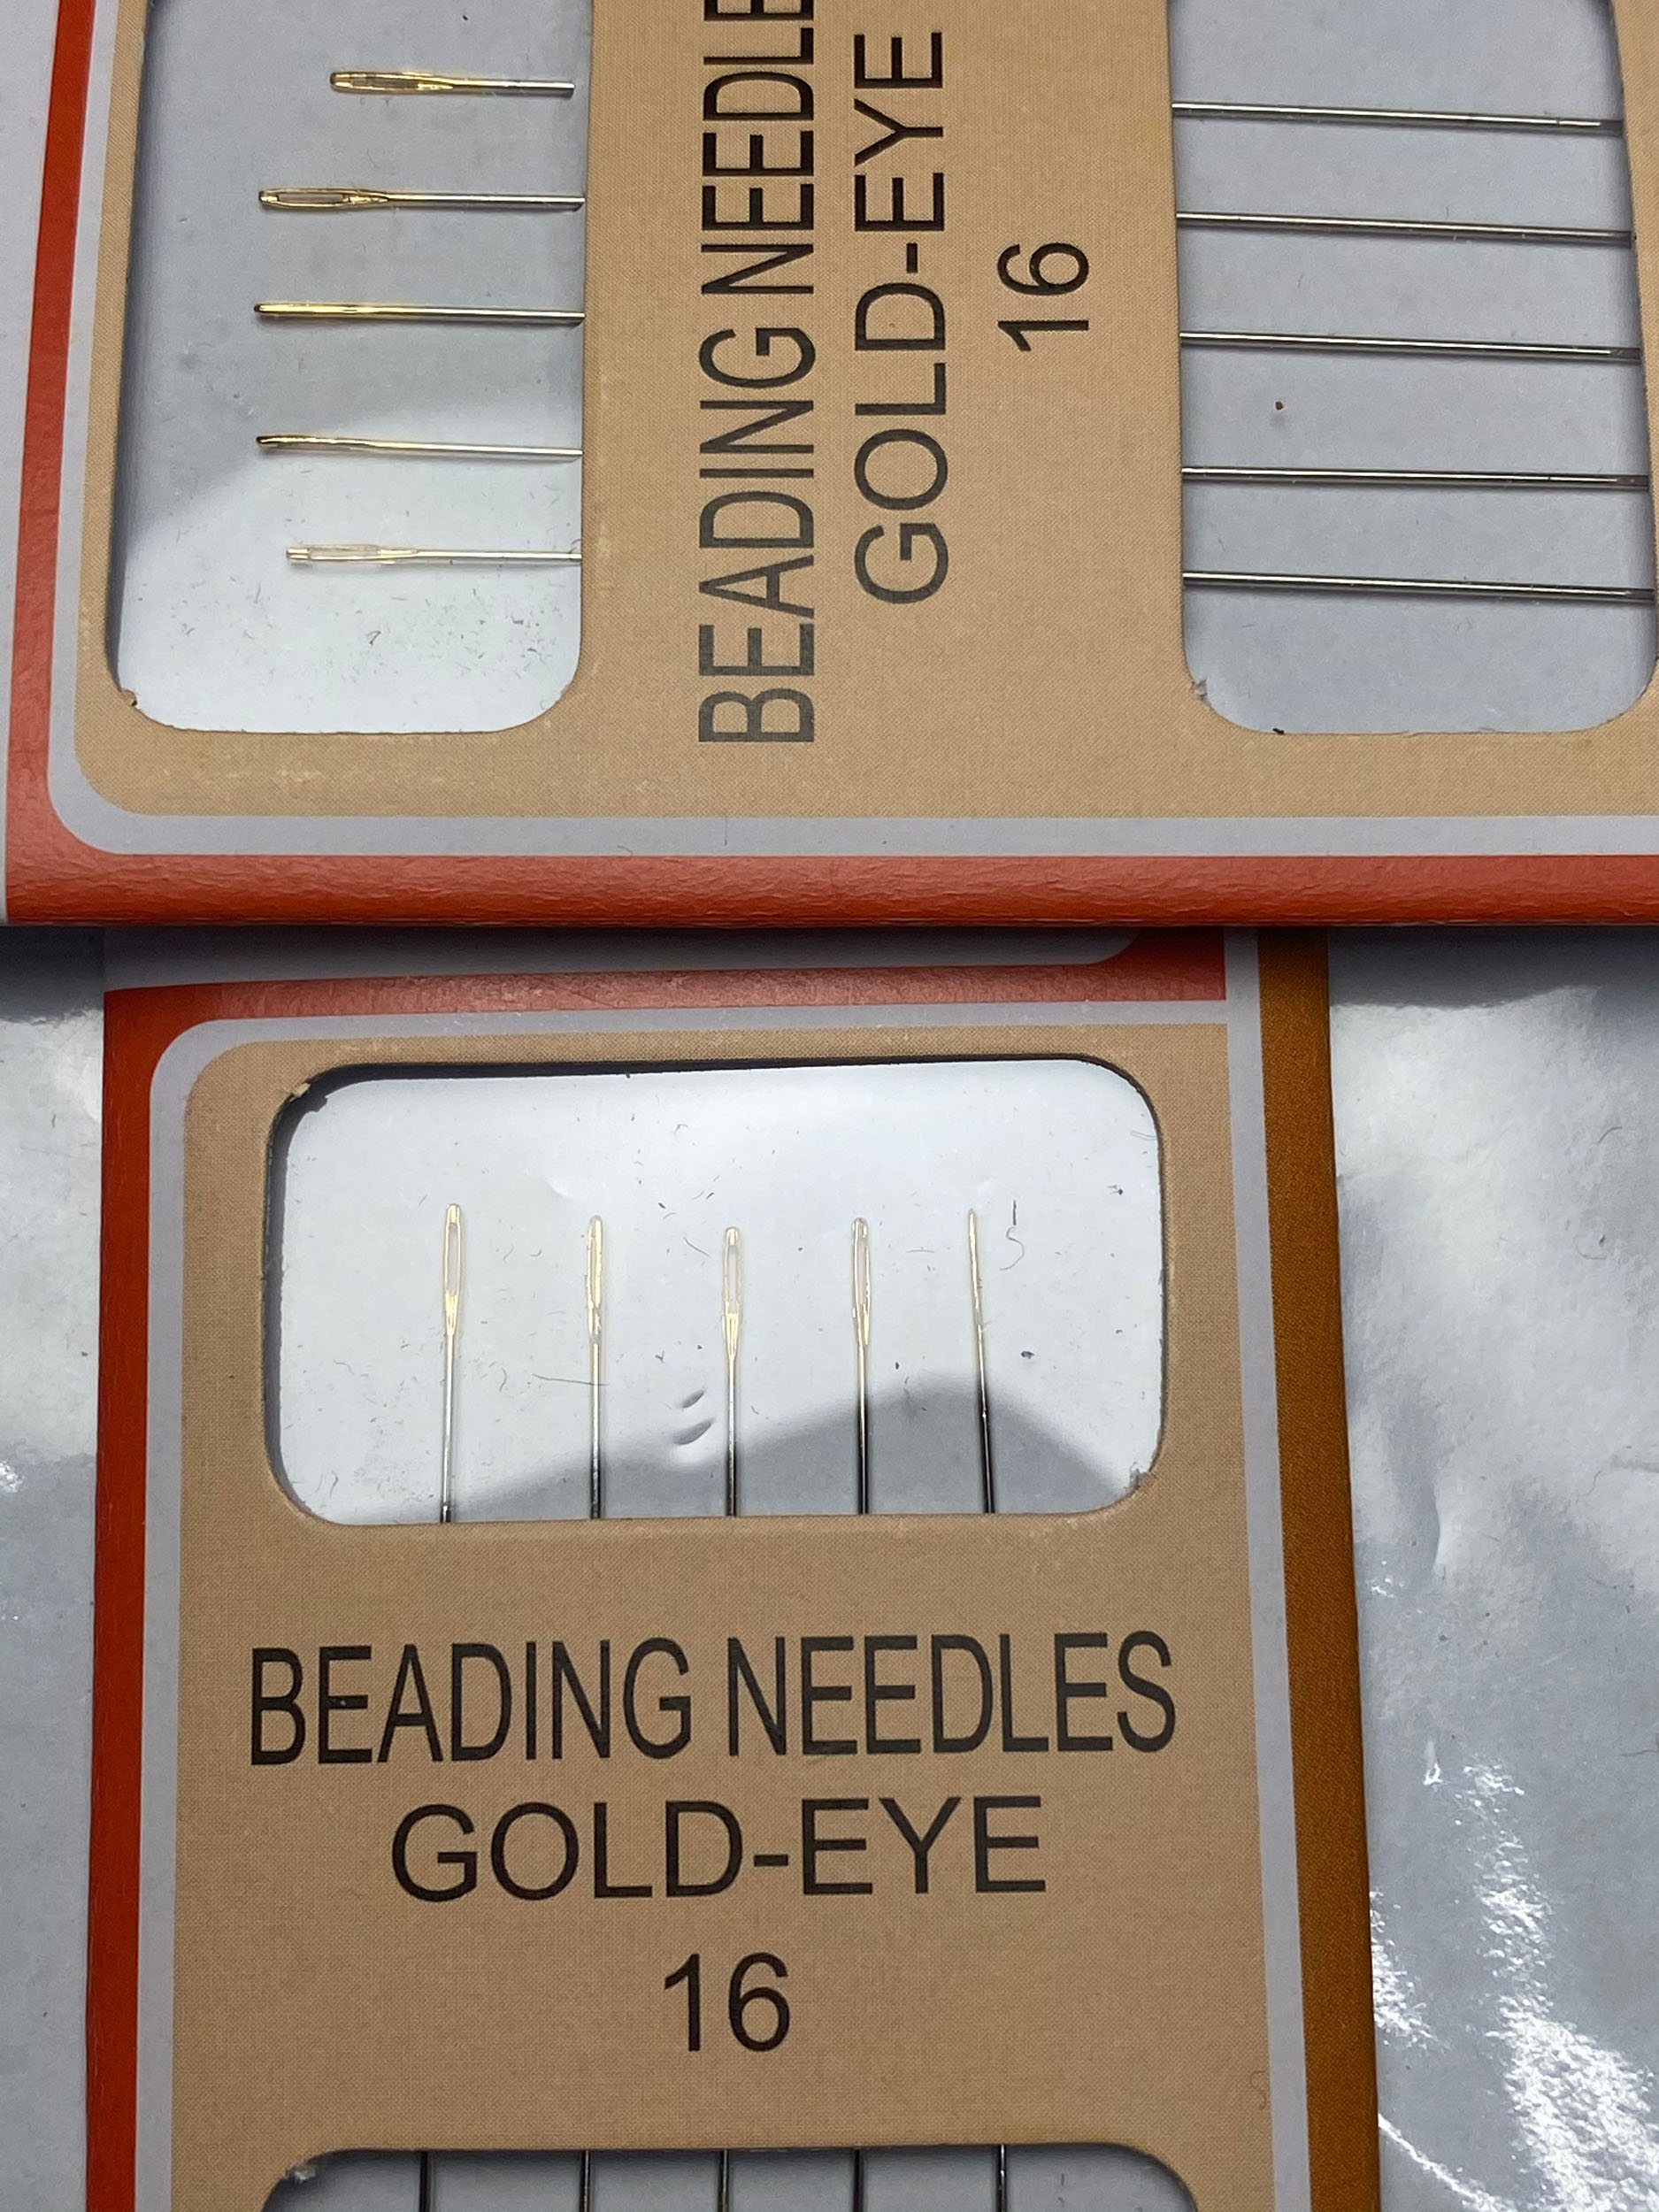 BEADING NEEDLE
GOLD-EYE
16
BEADING NEEDLES
GOLD-EYE
16